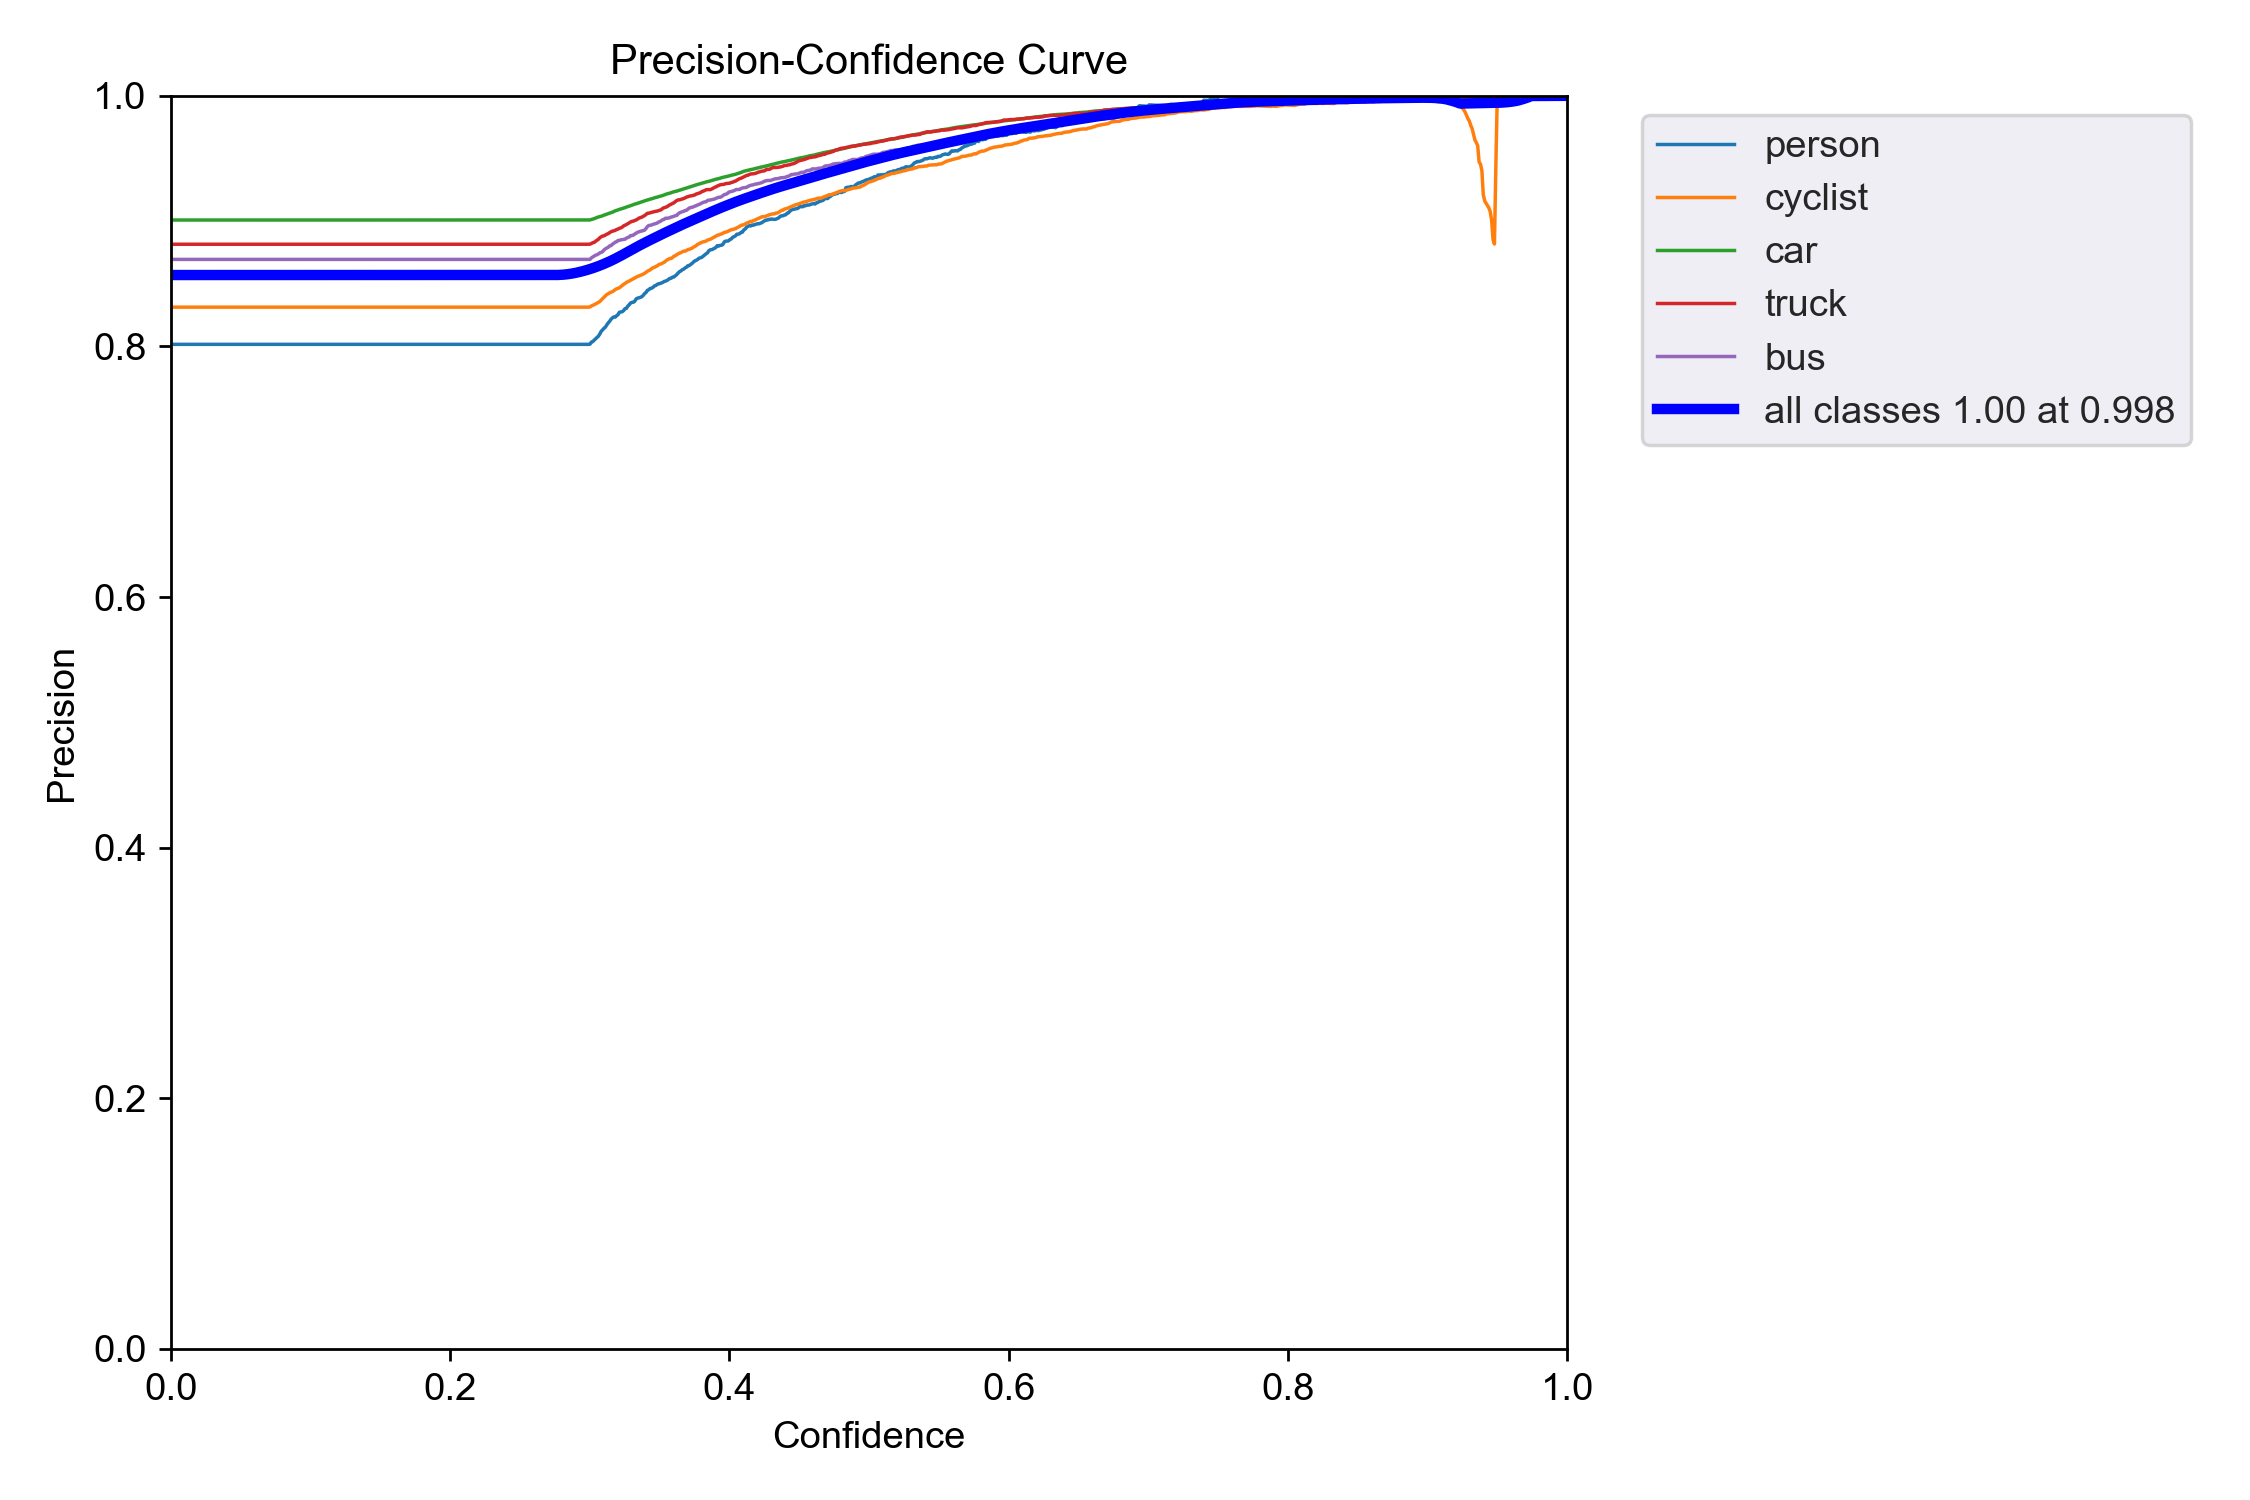 Precision-Confidence Curve
1.0
0.8
0.6
0.4
0.2
0.0
Precision
0.0 0.2 0.4 0.6 0.8 1.0
Confidence
person
cyclist
car
truck
bus
all classes 1.00 at 0.998